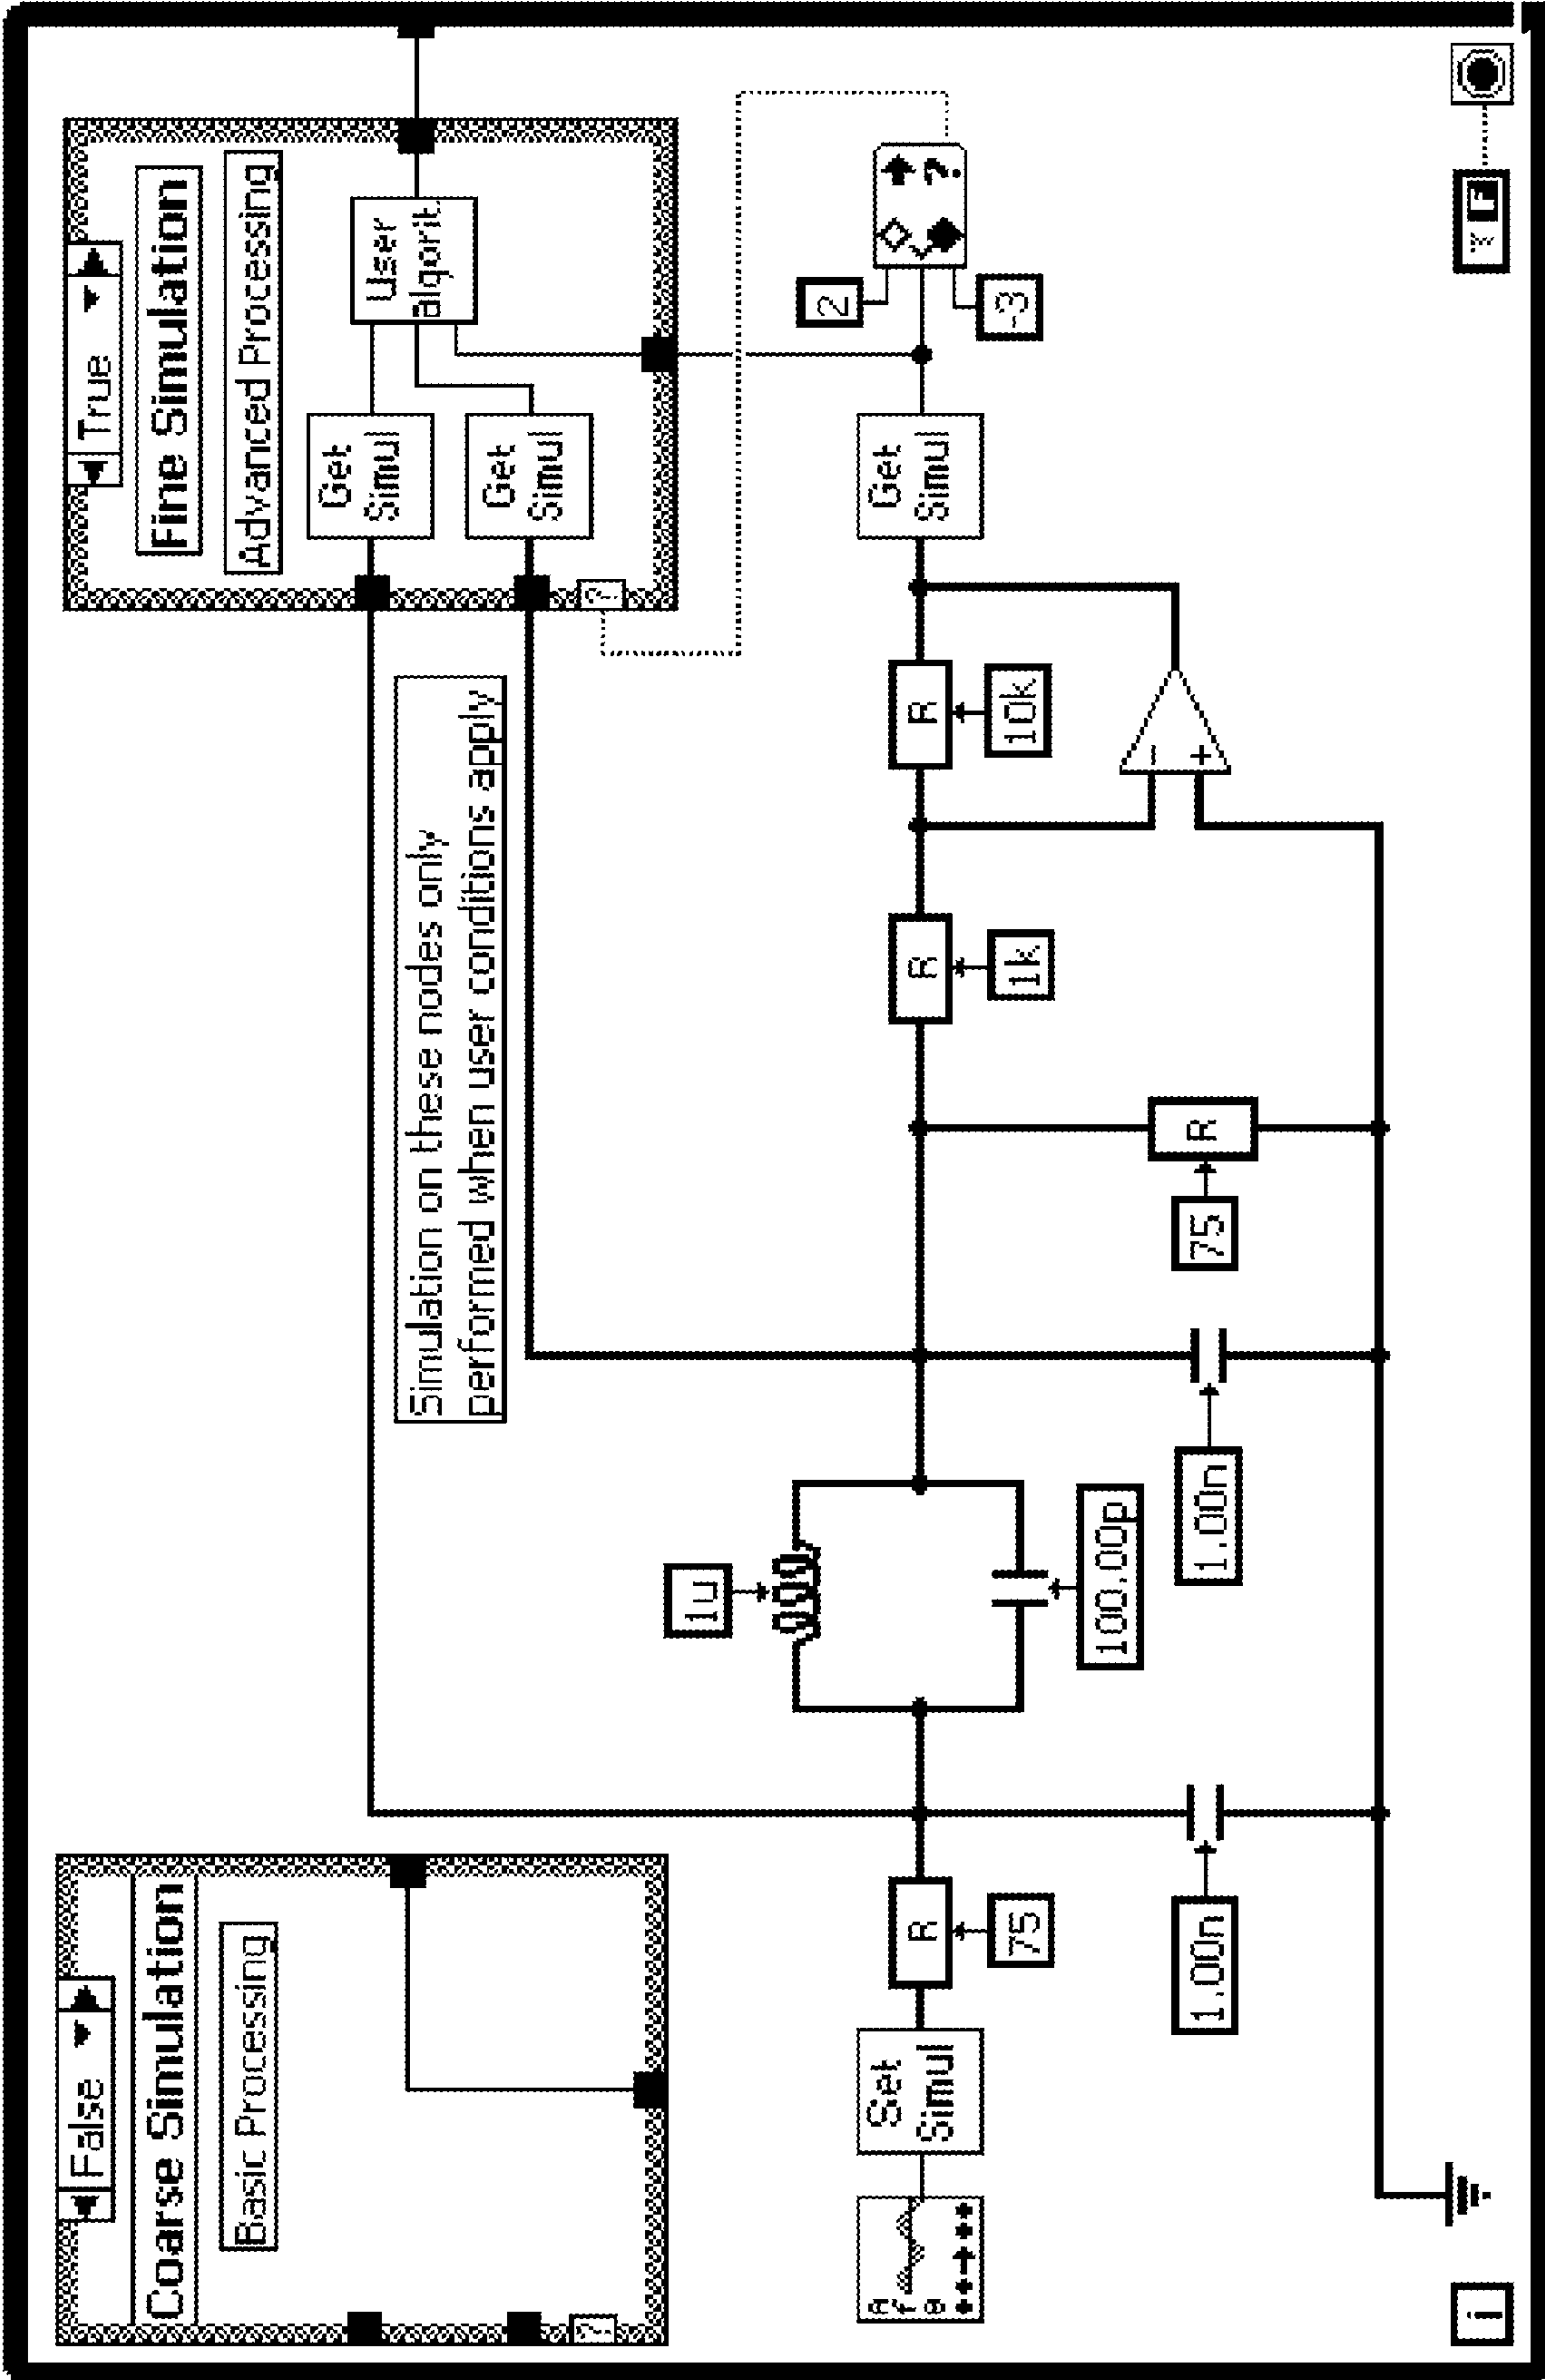 False
Coarse Simulation
Basic Processing
?
True
Fine Simulation
Advanced Processing
Get
Simul
Get
Simul
User
algorit
?
Simulation on these nodes only
performed when user conditions apply
1u
100.00p
A
f
θ
Set
Simul
R
75
1.00n
1.00n
R
75
R
1k
R
10k
-
+
Get
Simul
2
-3
?
i
T F